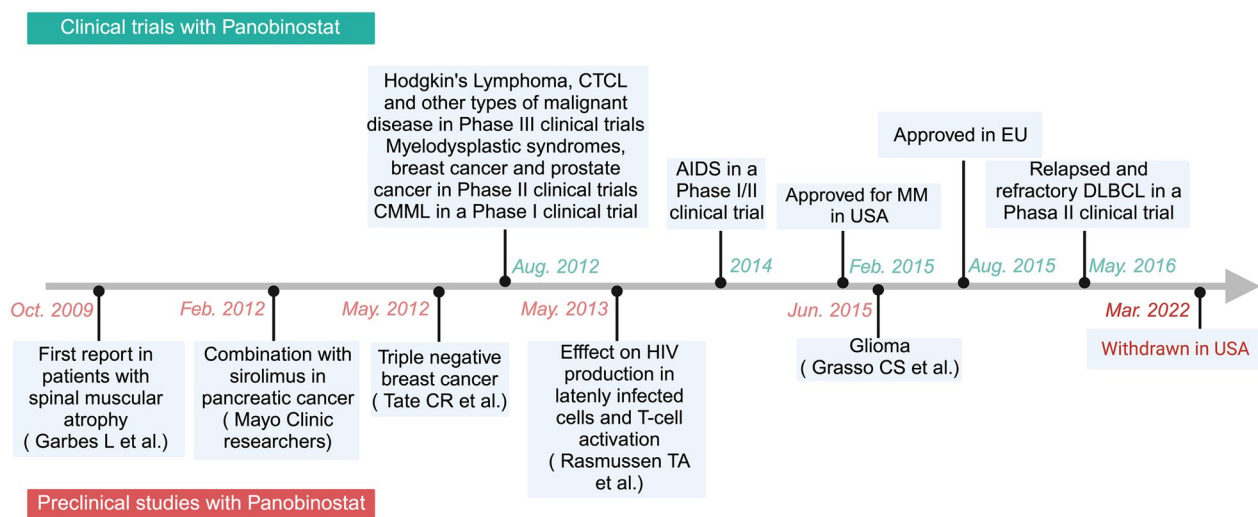 Clinical trials with Panobinostat
Hodgkin's Lymphoma, CTCL
and other types of malignant
disease in Phase III clinical trials
Myelodysplastic syndromes,
breast cancer and prostate
cancer in Phase II clinical trials
CMML in a Phase I clinical trial
AIDS in a
Phase I/II
clinical trial
Approved for MM
in USA
Approved in EU
Relapsed and
refractory DLBCL in a
Phasa II clinical trial
Aug. 2012
2014
Feb. 2015
Aug. 2015
May. 2016
Oct. 2009
Feb. 2012
May. 2012
May. 2013
Jun. 2015
Mar. 2022
First report in
patients with
spinal muscular
atrophy
( Garbes L et al.)
Combination with
sirolimus in
pancreatic cancer
( Mayo Clinic
researchers)
Triple negative
breast cancer
( Tate CR et al.)
Efffect on HIV
production in
latenly infected
cells and T-cell
activation
( Rasmussen TA
et al.)
Glioma
( Grasso CS et al.)
Withdrawn in USA
Preclinical studies with Panobinostat